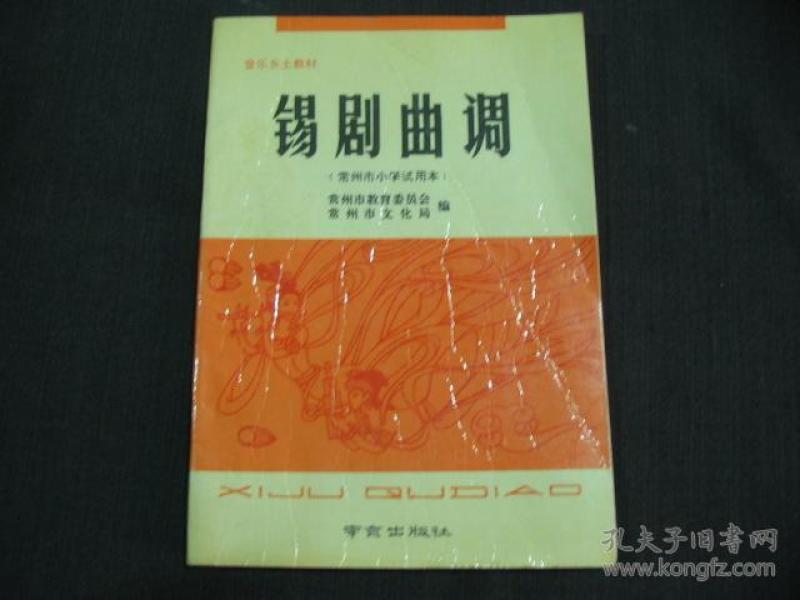 音乐乡土教材
锡剧曲调
（常州市小学试用本）
常州市教育委员会
常州市文化局 编
XIJU QUDIAO
出版社
孔夫子旧书网
www.kongfz.com